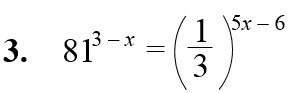 3. 81^{3 – x} = (1/3)^{5x – 6}